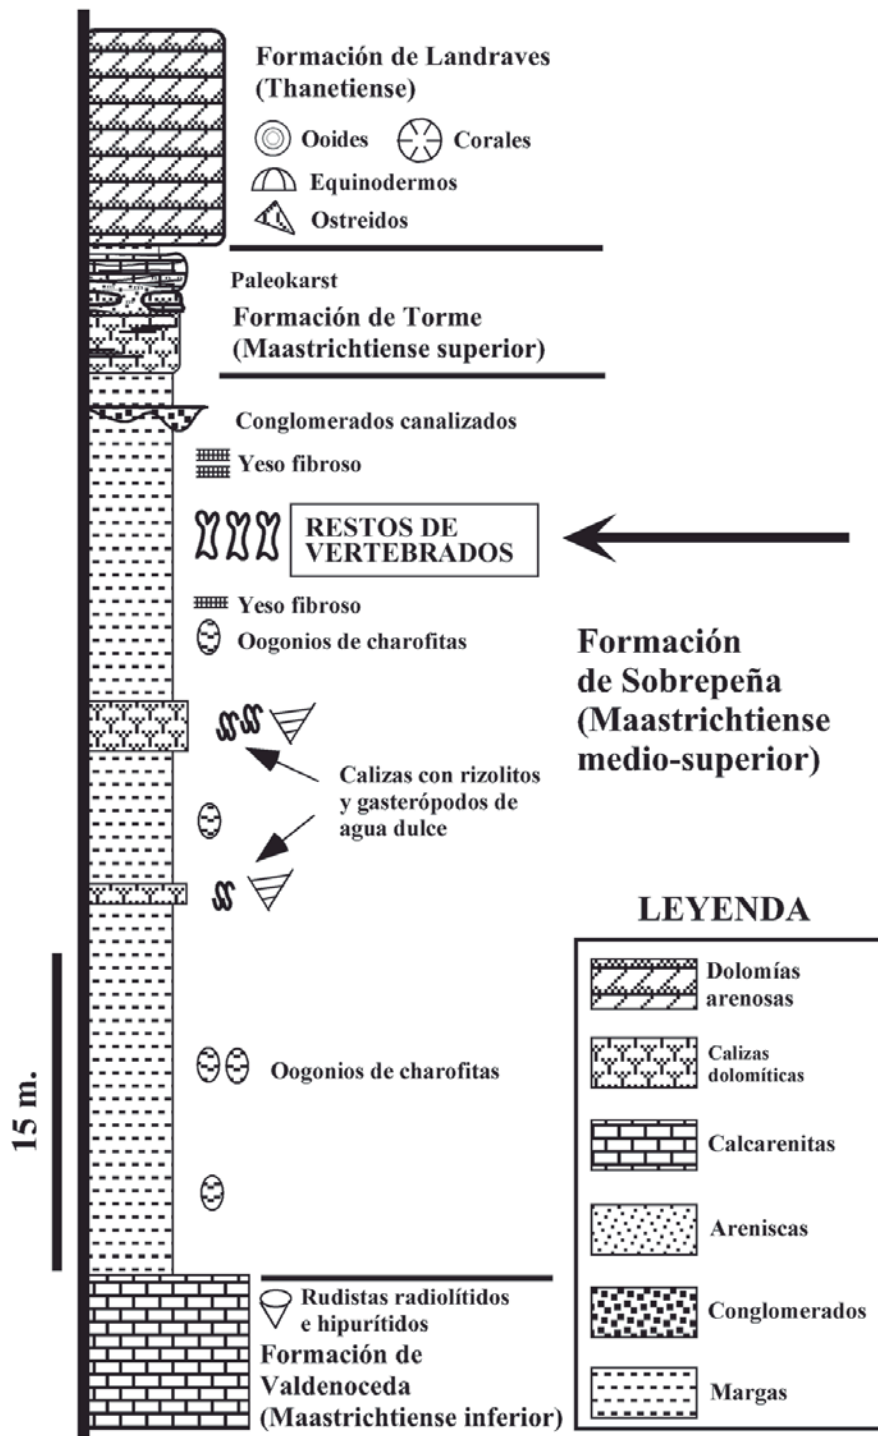 Formación de Landraves
(Thanetiense)
Ooides
Corales
Equinodermos
Ostreidos
Paleokarst
Formación de Torme
(Maastrichtiense superior)
Conglomerados canalizados
Yeso fibroso
RESTOS DE
VERTEBRADOS
Yeso fibroso
Oogonios de charofitas
Formación
de Sobrepeña
(Maastrichtiense
medio-superior)
Calizas con rizolitos
y gasterópodos de
agua dulce
15 m.
Oogonios de charofitas
Rudistas radiolítidos
e hipurítidos
Formación de
Valdenoceda
(Maastrichtiense inferior)
LEYENDA
Dolomías
arenosas
Calizas
dolomíticas
Calcarenitas
Areniscas
Conglomerados
Margas